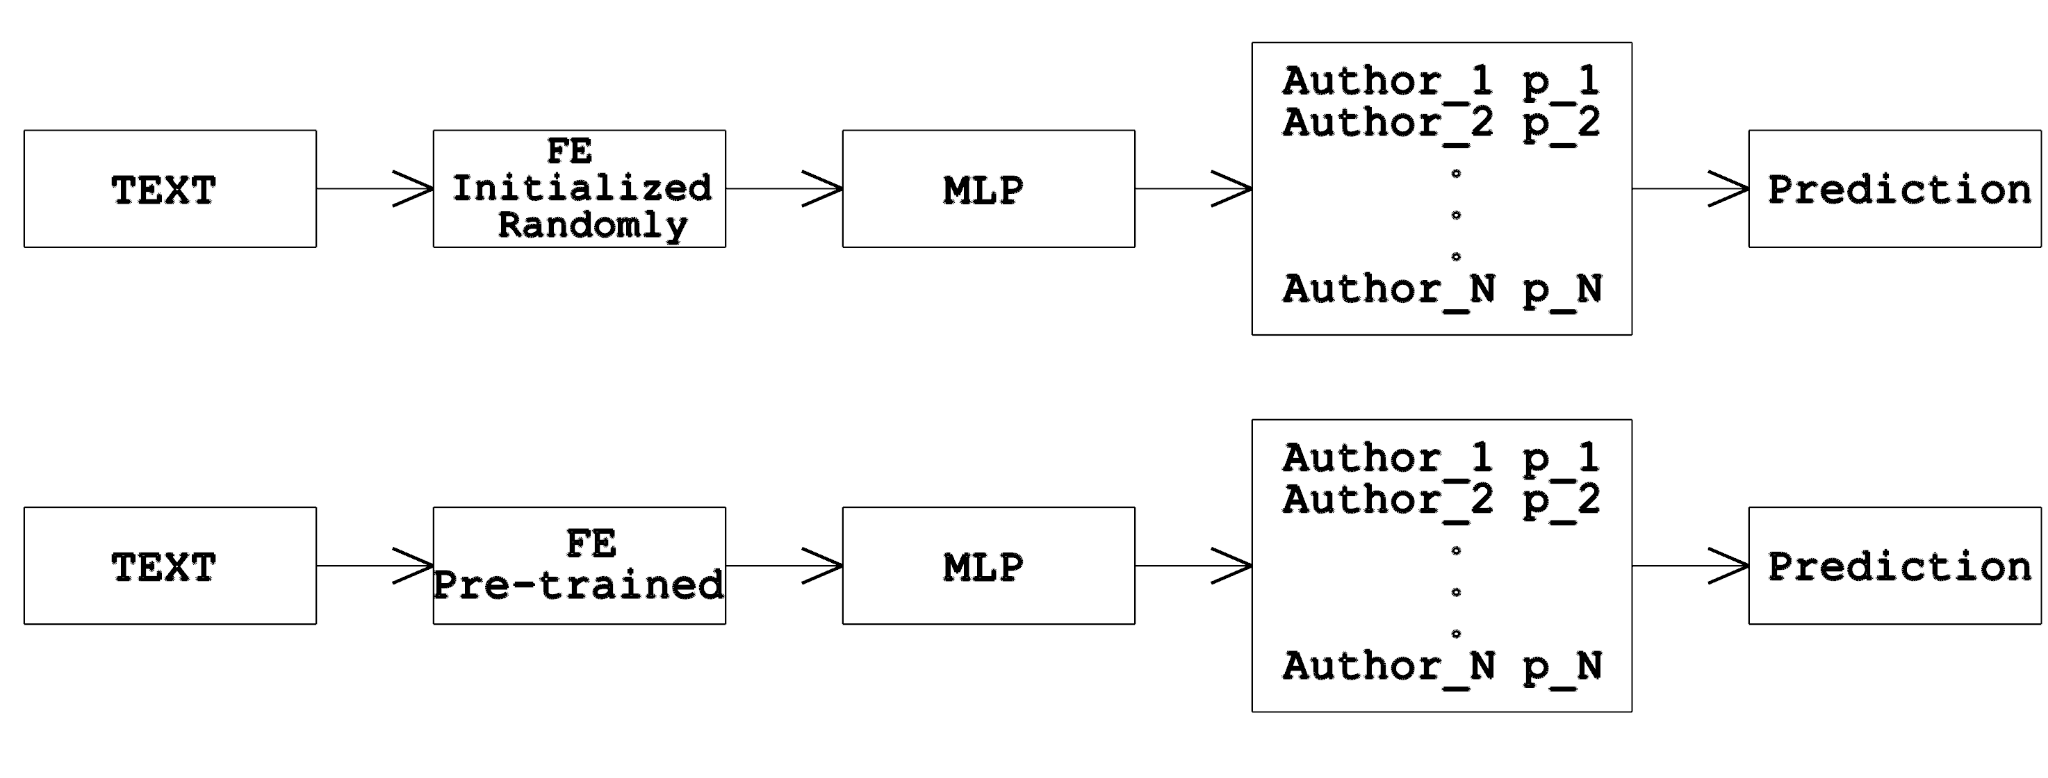 TEXT
FE
Initialized
Randomly
MLP
Author_1 p_1
Author_2 p_2
.
.
.
Author_N p_N
Prediction
TEXT
FE
Pre-trained
MLP
Author_1 p_1
Author_2 p_2
.
.
.
Author_N p_N
Prediction